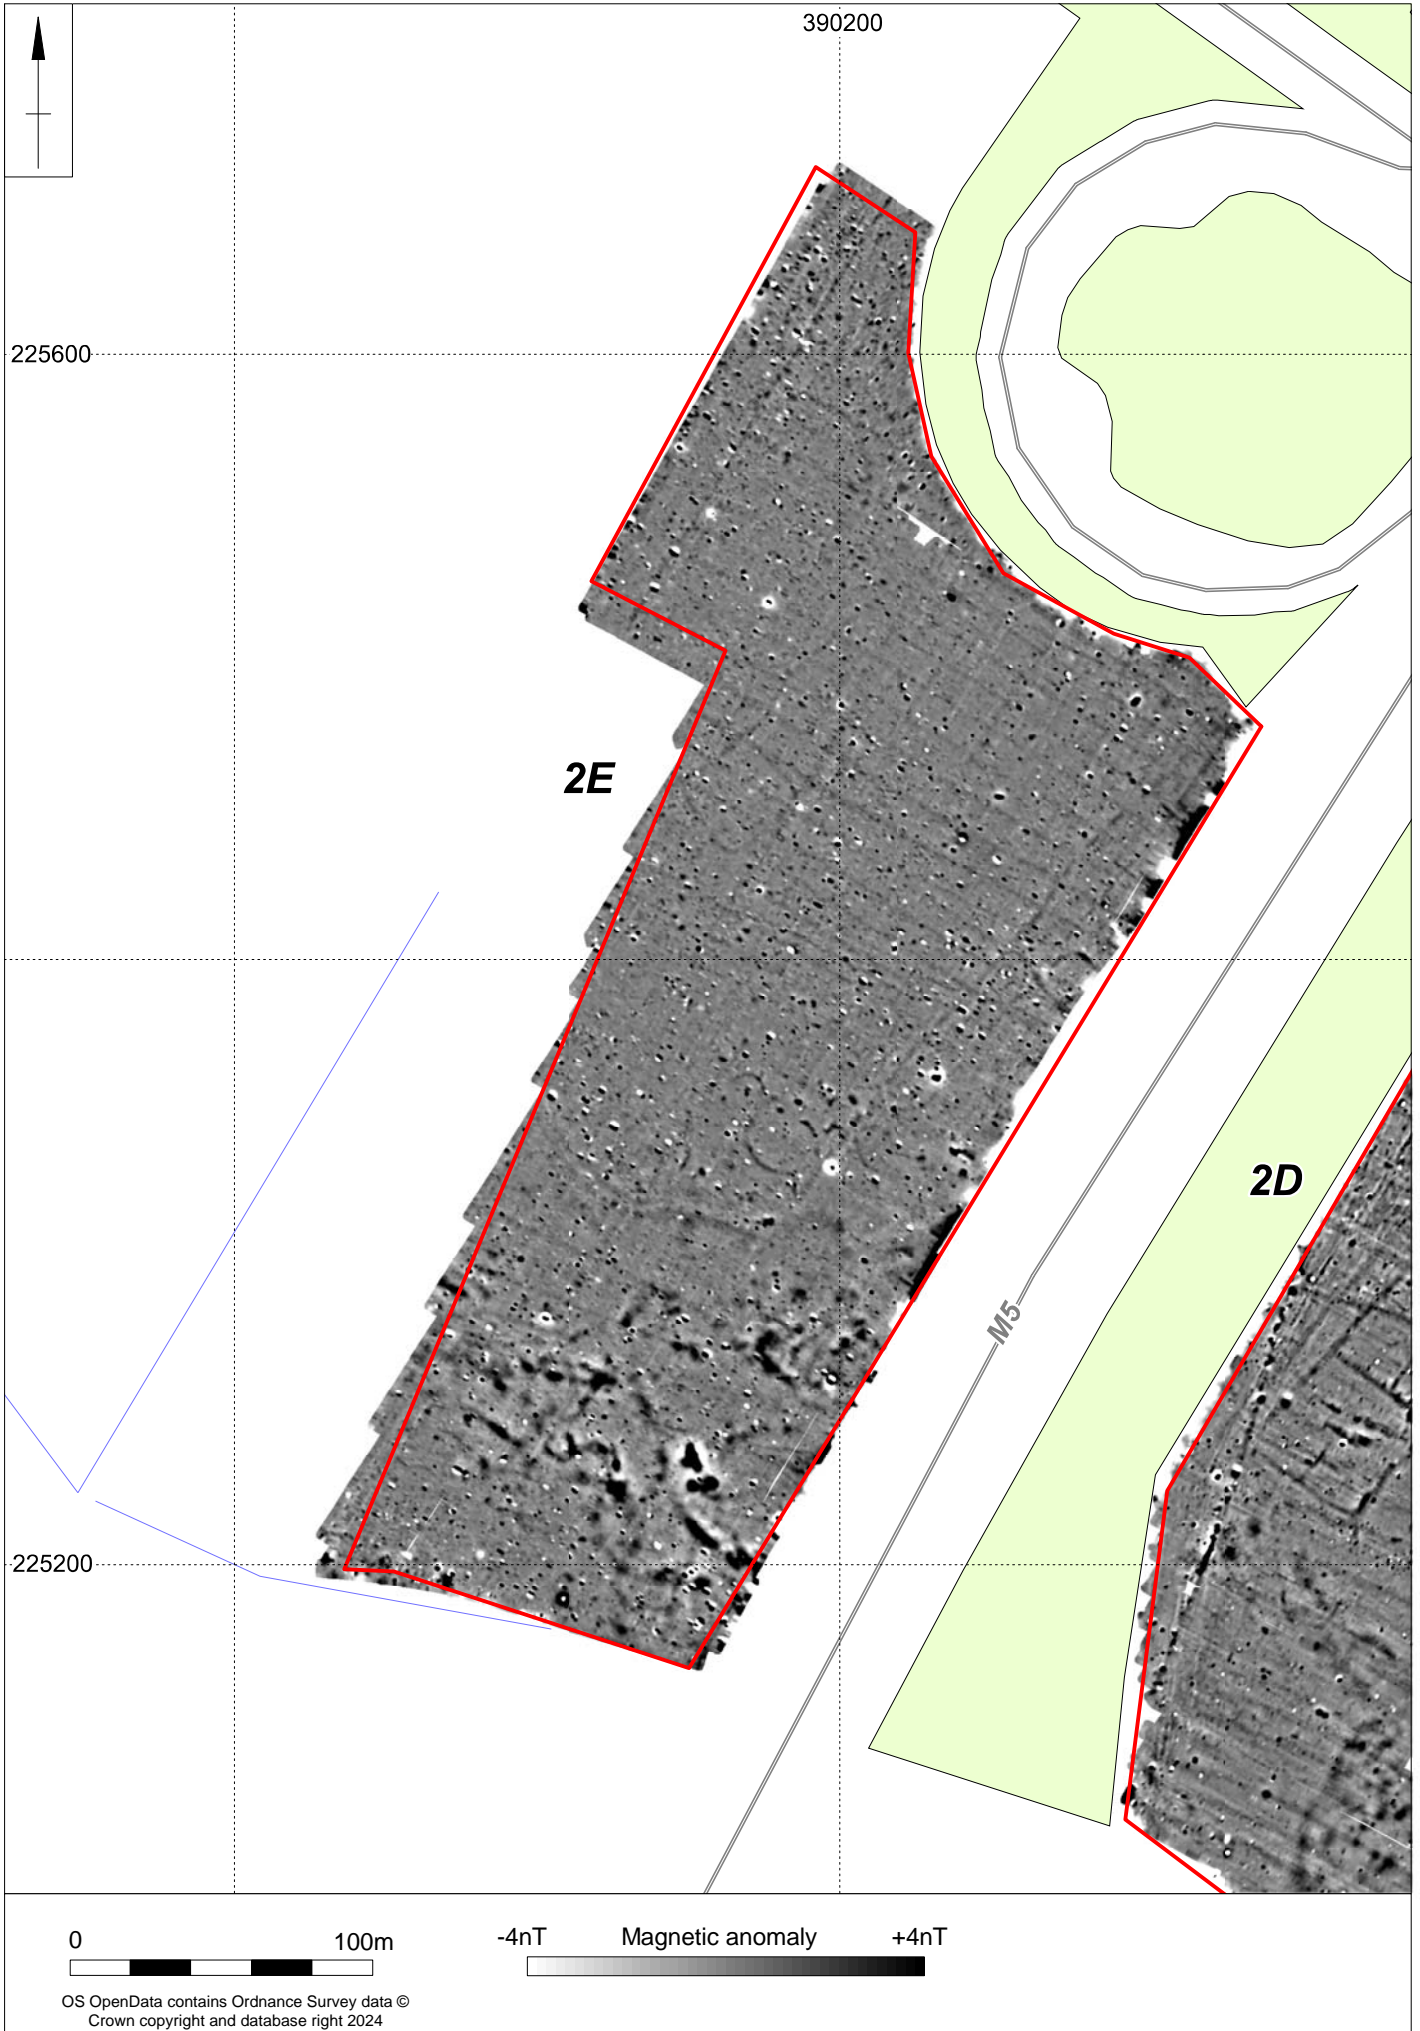 390200
225600
2E
2D
M5
225200
0 100m
-4nT Magnetic anomaly +4nT
OS OpenData contains Ordnance Survey data ©
Crown copyright and database right 2024